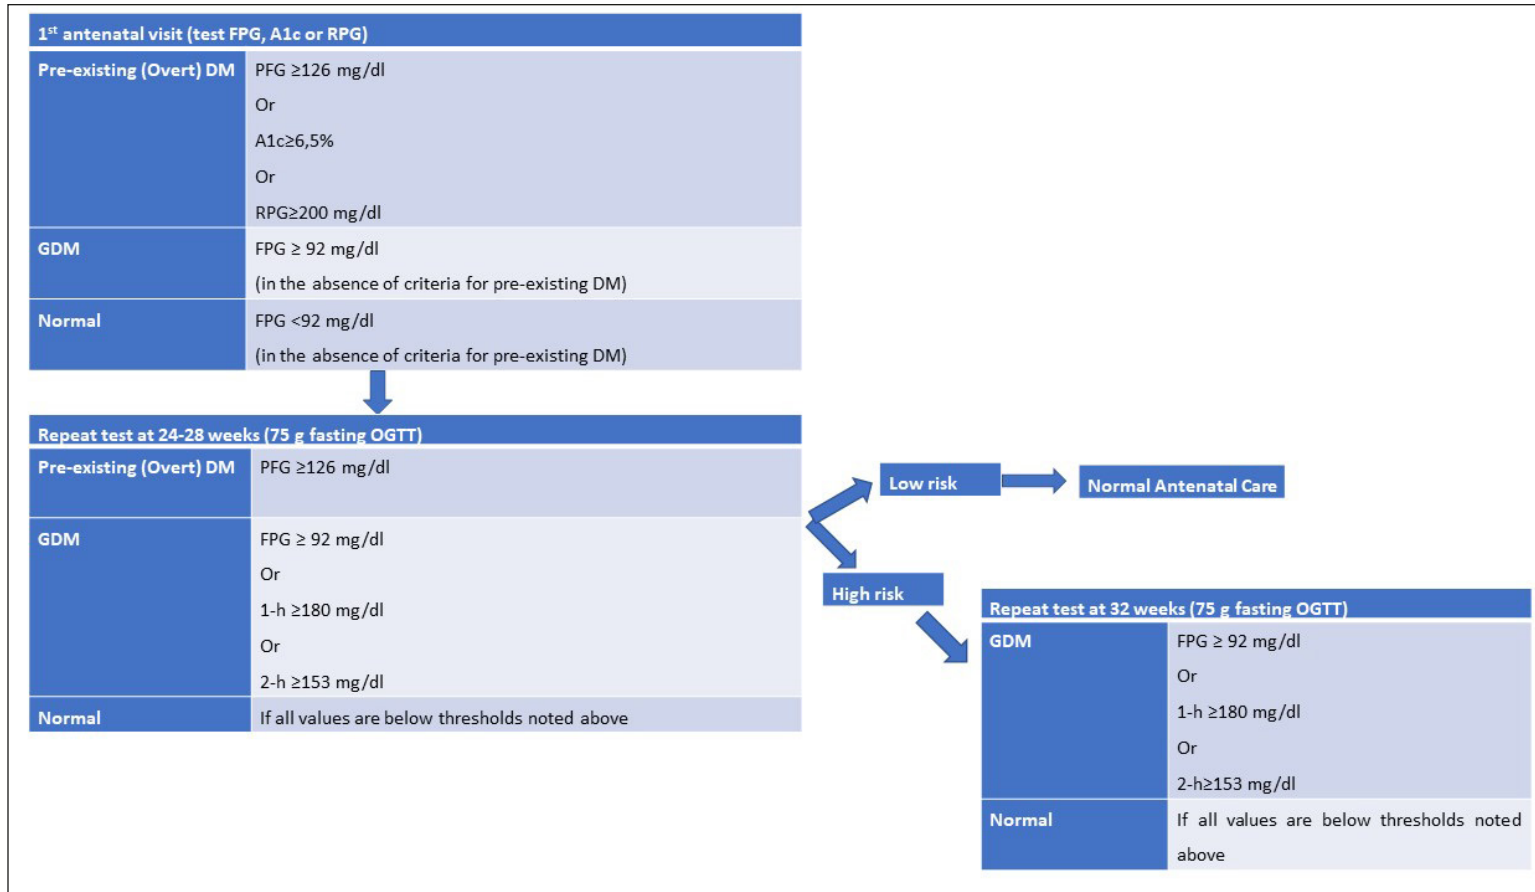 1st antenatal visit (test FPG, A1c or RPG)
Pre-existing (Overt) DM
PFG ≥126 mg/dl
Or
A1c≥6,5%
Or
RPG≥200 mg/dl
GDM
FPG ≥ 92 mg/dl
(in the absence of criteria for pre-existing DM)
Normal
FPG <92 mg/dl
(in the absence of criteria for pre-existing DM)
Repeat test at 24-28 weeks (75 g fasting OGTT)
Pre-existing (Overt) DM
PFG ≥126 mg/dl
GDM
FPG ≥ 92 mg/dl
Or
1-h ≥180 mg/dl
Or
2-h ≥153 mg/dl
Normal
If all values are below thresholds noted above
Low risk
Normal Antenatal Care
High risk
Repeat test at 32 weeks (75 g fasting OGTT)
GDM
FPG ≥ 92 mg/dl
Or
1-h ≥180 mg/dl
Or
2-h≥153 mg/dl
Normal
If all values are below thresholds noted
above